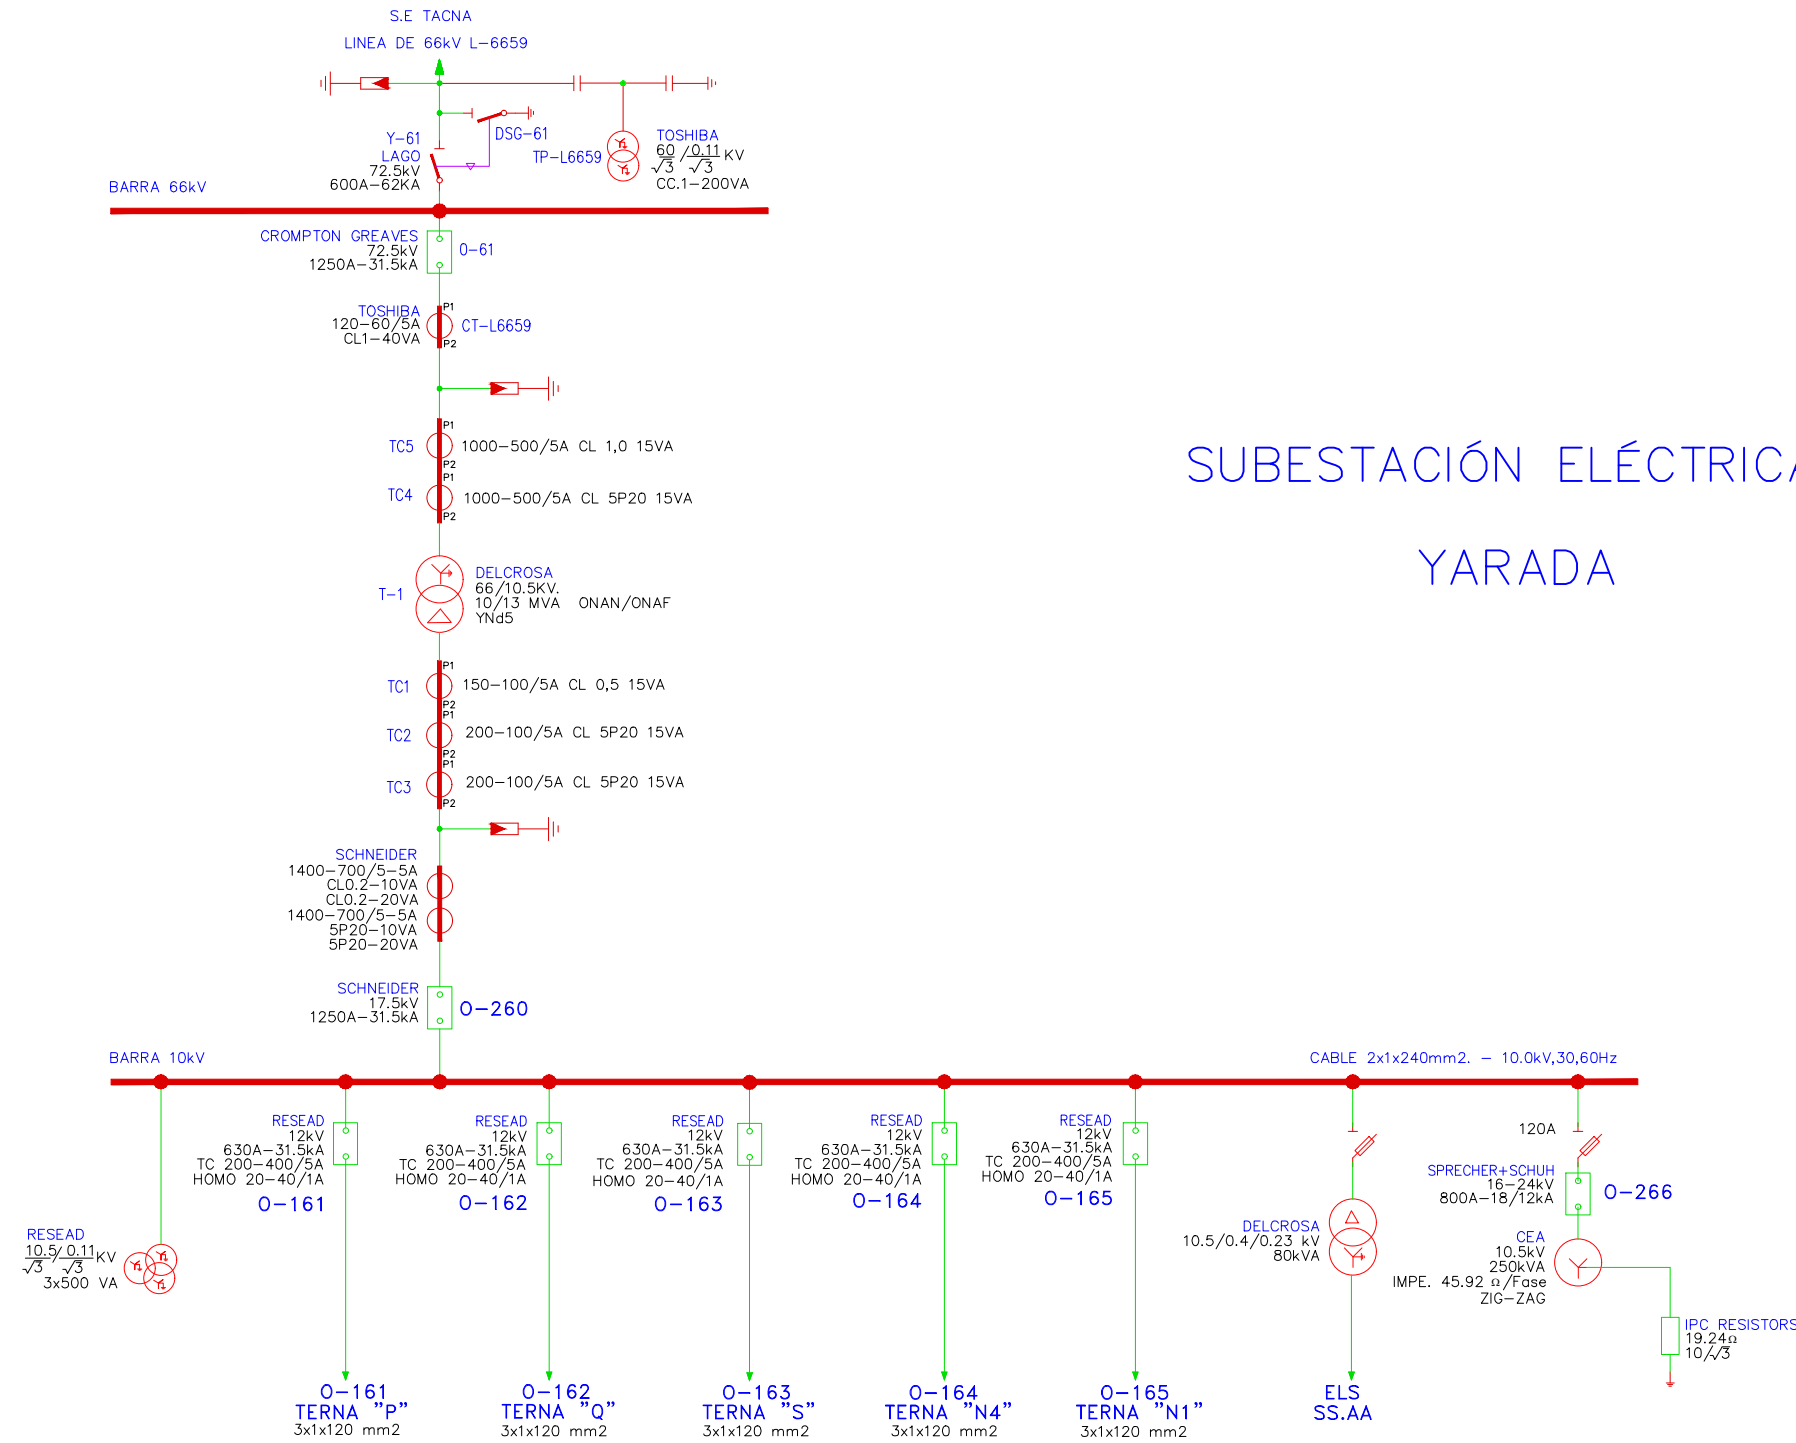 S.E TACNA
LINEA DE 66kV L-6659
DSG-61
Y-61
LAGO
72.5kV
600A-62KA
TP-L6659
TOSHIBA
60/√3 / 0.11/√3 KV
CC.1-200VA
BARRA 66kV
CROMPTON GREAVES
72.5kV
1250A-31.5kA
0-61
TOSHIBA
120-60/5A
CL1-40VA
P1
CT-L6659
P2
P1
TC5
1000-500/5A CL 1,0 15VA
P2
P1
TC4
1000-500/5A CL 5P20 15VA
P2
SUBESTACIÓN ELÉCTRICA
YARADA
T-1
DELCROSA
66/10.5KV.
10/13 MVA ONAN/ONAF
YNd5
P1
TC1
150-100/5A CL 0,5 15VA
P2
P1
TC2
200-100/5A CL 5P20 15VA
P2
P1
TC3
200-100/5A CL 5P20 15VA
P2
SCHNEIDER
1400-700/5-5A
CL0.2-10VA
CL0.2-20VA
1400-700/5-5A
5P20-10VA
5P20-20VA
SCHNEIDER
17.5kV
1250A-31.5kA
O-260
BARRA 10kV
CABLE 2x1x240mm2. - 10.0kV,30,60Hz
RESEAD
12kV
630A-31.5kA
TC 200-400/5A
HOMO 20-40/1A
O-161
RESEAD
12kV
630A-31.5kA
TC 200-400/5A
HOMO 20-40/1A
O-162
RESEAD
12kV
630A-31.5kA
TC 200-400/5A
HOMO 20-40/1A
O-163
RESEAD
12kV
630A-31.5kA
TC 200-400/5A
HOMO 20-40/1A
O-164
RESEAD
12kV
630A-31.5kA
TC 200-400/5A
HOMO 20-40/1A
O-165
120A
SPRECHER+SCHUH
16-24kV
800A-18/12kA
O-266
RESEAD
10.5/√3 / 0.11/√3 KV
3x500 VA
DELCROSA
10.5/0.4/0.23 kV
80kVA
CEA
10.5kV
250kVA
IMPE. 45.92 Ω/Fase
ZIG-ZAG
IPC RESISTORS
19.24Ω
10/√3
O-161
TERNA "P"
3x1x120 mm2
O-162
TERNA "Q"
3x1x120 mm2
O-163
TERNA "S"
3x1x120 mm2
O-164
TERNA "N4"
3x1x120 mm2
O-165
TERNA "N1"
3x1x120 mm2
ELS
SS.AA